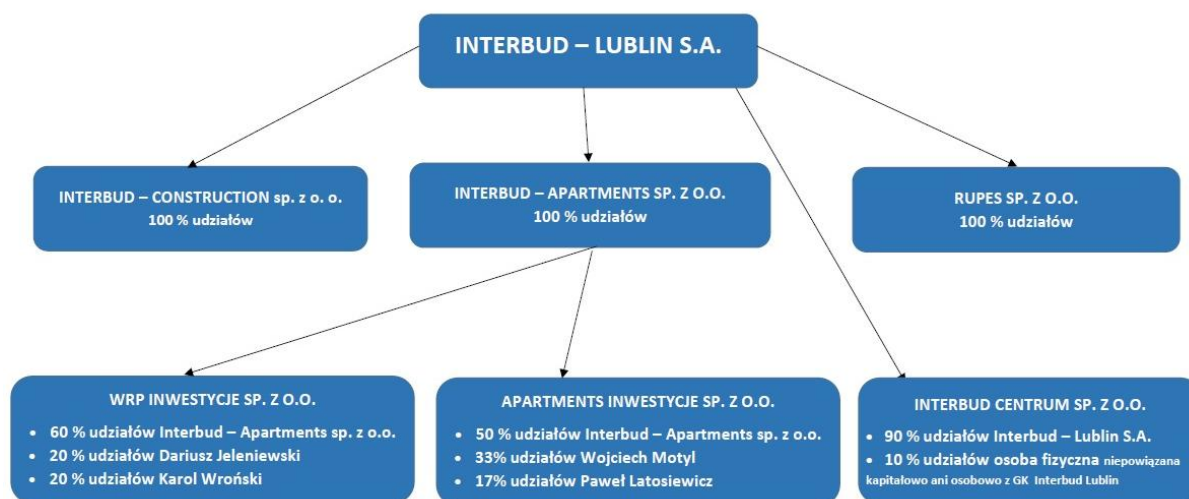 INTERBUD – LUBLIN S.A.
INTERBUD – CONSTRUCTION sp. z o. o.
100 % udziałów
INTERBUD – APARTMENTS SP. Z O.O.
100 % udziałów
RUPES SP. Z O.O.
100 % udziałów
WRP INWESTYCJE SP. Z O.O.
• 60 % udziałów Interbud – Apartments sp. z o.o.
• 20 % udziałów Dariusz Jeleniewski
• 20 % udziałów Karol Wroński
APARTMENTS INWESTYCJE SP. Z O.O.
• 50 % udziałów Interbud – Apartments sp. z o.o.
• 33% udziałów Wojciech Motyl
• 17% udziałów Paweł Latosiewicz
INTERBUD CENTRUM SP. Z O.O.
• 90 % udziałów Interbud – Lublin S.A.
• 10 % udziałów osoba fizyczna niepowiązana
kapitałowo ani osobowo z GK Interbud Lublin